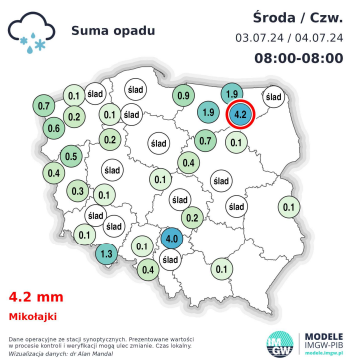 Suma opadu
Środa / Czw.
03.07.24 / 04.07.24
08:00-08:00
0.1
ślad
ślad
0.9
1.9
ślad
0.7
0.2
0.1
ślad
1.9
4.2
0.6
0.2
ślad
0.7
0.1
0.5
0.4
0.4
ślad
0.3
0.1
0.1
ślad
ślad
ślad
0.2
ślad
0.1
0.1
ślad
4.0
0.1
1.3
ślad
0.4
0.1
4.2 mm
Mikołajki
Dane operacyjne ze stacji synoptycznych. Prezentowane wartości
w procesie kontroli i weryfikacji mogą ulec zmianie. Czas lokalny.
Wizualizacja danych: dr Alan Mandal
IM
GW
MODELE
IMGW-PIB
modele.imgw.pl